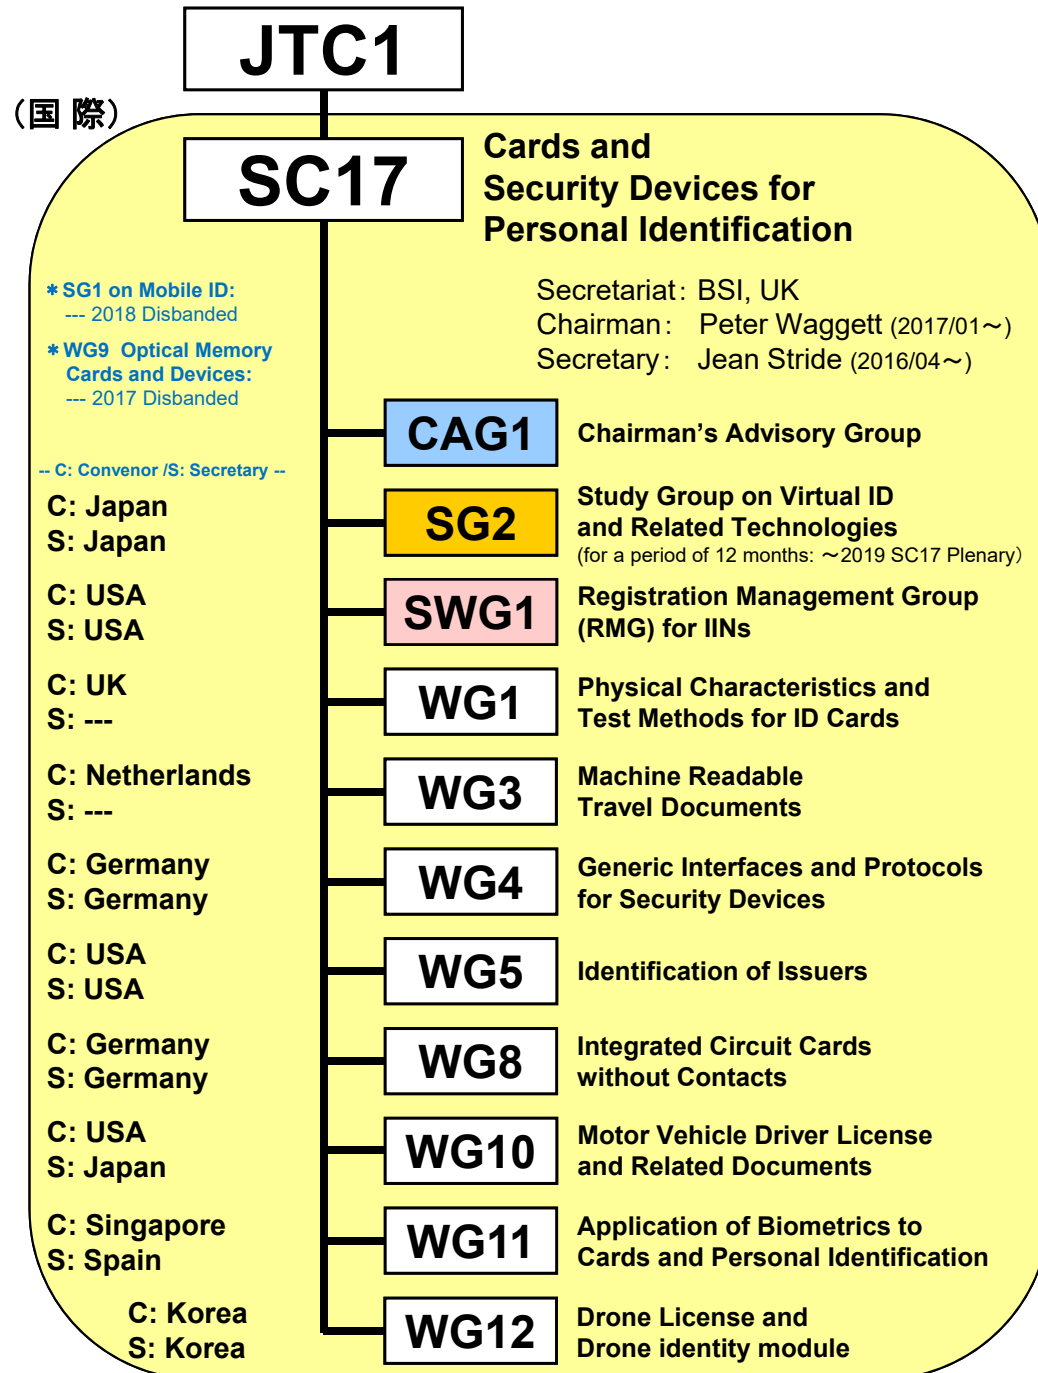 JTC1
（国 際）
SC17
Cards and
Security Devices for
Personal Identification
Secretariat： BSI, UK
Chairman： Peter Waggett (2017/01～)
Secretary： Jean Stride (2016/04～)
＊SG1 on Mobile ID:
--- 2018 Disbanded
＊WG9 Optical Memory
Cards and Devices:
--- 2017 Disbanded
CAG1
Chairman’s Advisory Group
-- C: Convenor /S: Secretary --
C: Japan
S: Japan
SG2
Study Group on Virtual ID
and Related Technologies
(for a period of 12 months: ～2019 SC17 Plenary）
C: USA
S: USA
SWG1
Registration Management Group
(RMG) for IINs
C: UK
S: ---
WG1
Physical Characteristics and
Test Methods for ID Cards
C: Netherlands
S: ---
WG3
Machine Readable
Travel Documents
C: Germany
S: Germany
WG4
Generic Interfaces and Protocols
for Security Devices
C: USA
S: USA
WG5
Identification of Issuers
C: Germany
S: Germany
WG8
Integrated Circuit Cards
without Contacts
C: USA
S: Japan
WG10
Motor Vehicle Driver License
and Related Documents
C: Singapore
S: Spain
WG11
Application of Biometrics to
Cards and Personal Identification
C: Korea
S: Korea
WG12
Drone License and
Drone identity module